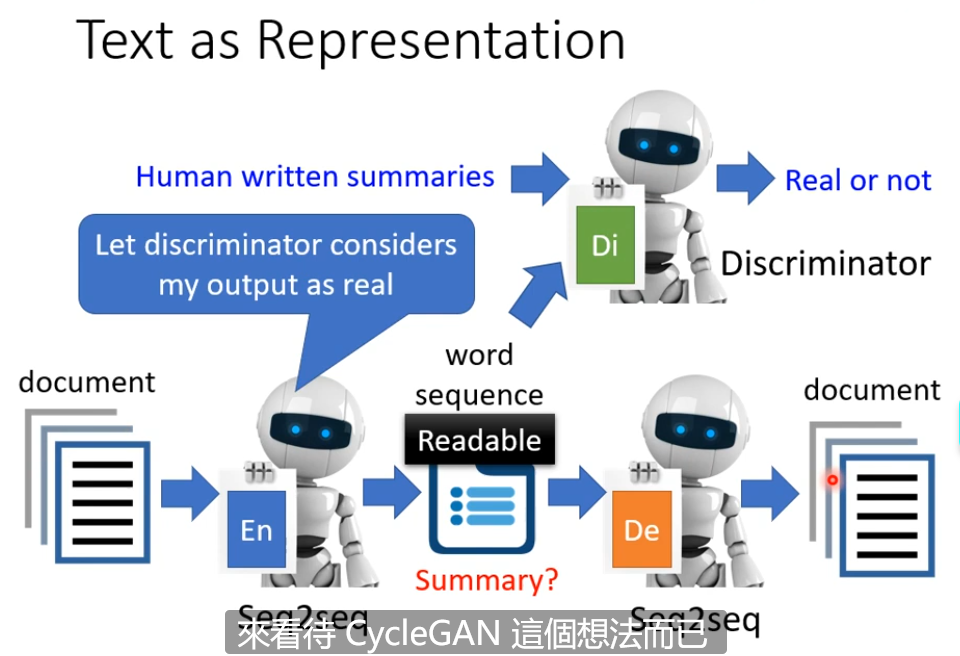 Text as Representation
Human written summaries
Real or not
Let discriminator considers
my output as real
Di
Discriminator
word
sequence
document
document
Readable
En
De
Summary?
Seq2seq
Seq2seq
來看待 CycleGAN 這個想法而已